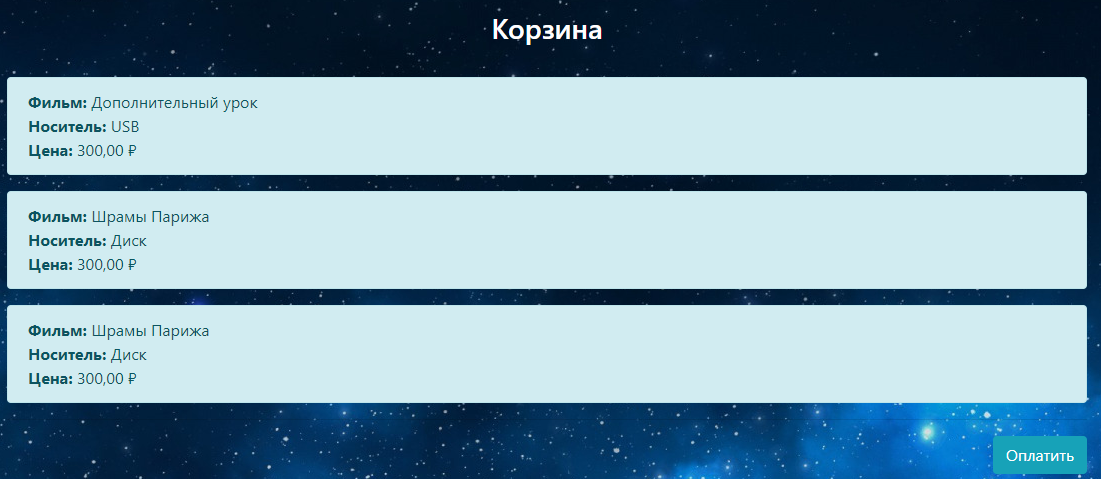 Корзина
Фильм: Дополнительный урок
Носитель: USB
Цена: 300,00 ₽
Фильм: Шрамы Парижа
Носитель: Диск
Цена: 300,00 ₽
Фильм: Шрамы Парижа
Носитель: Диск
Цена: 300,00 ₽
Оплатить